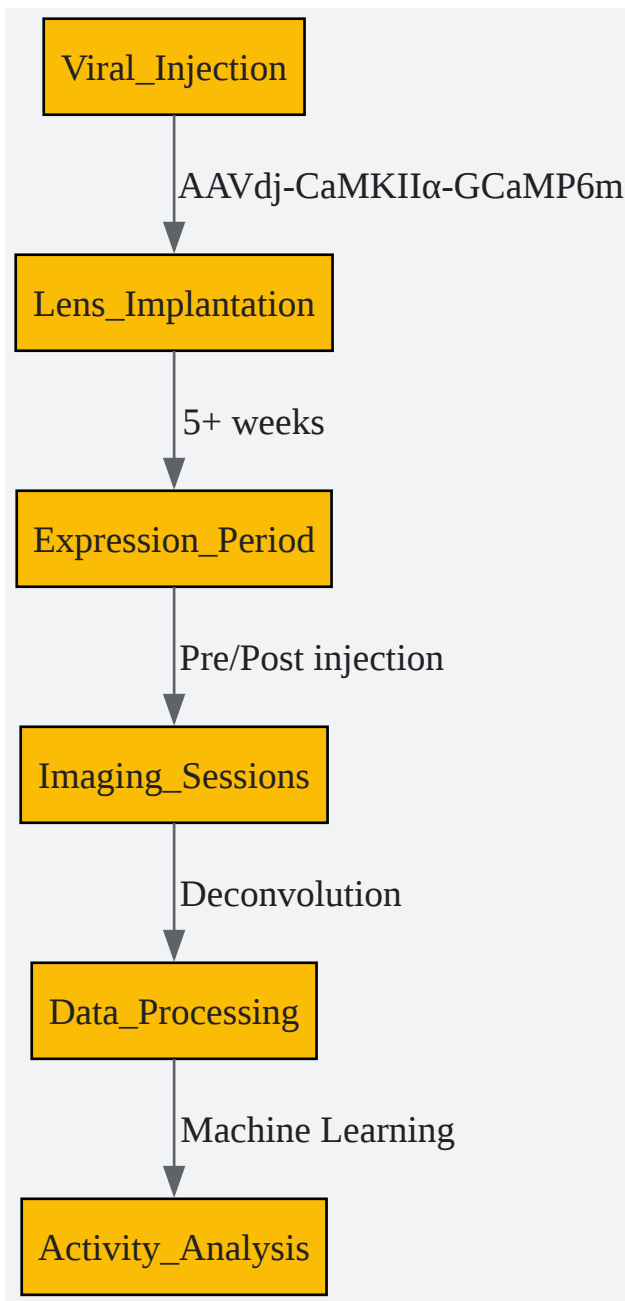 Viral_Injection
AAVdj-CaMKIIα-GCaMP6m
Lens_Implantation
5+ weeks
Expression_Period
Pre/Post injection
Imaging_Sessions
Deconvolution
Data_Processing
Machine Learning
Activity_Analysis